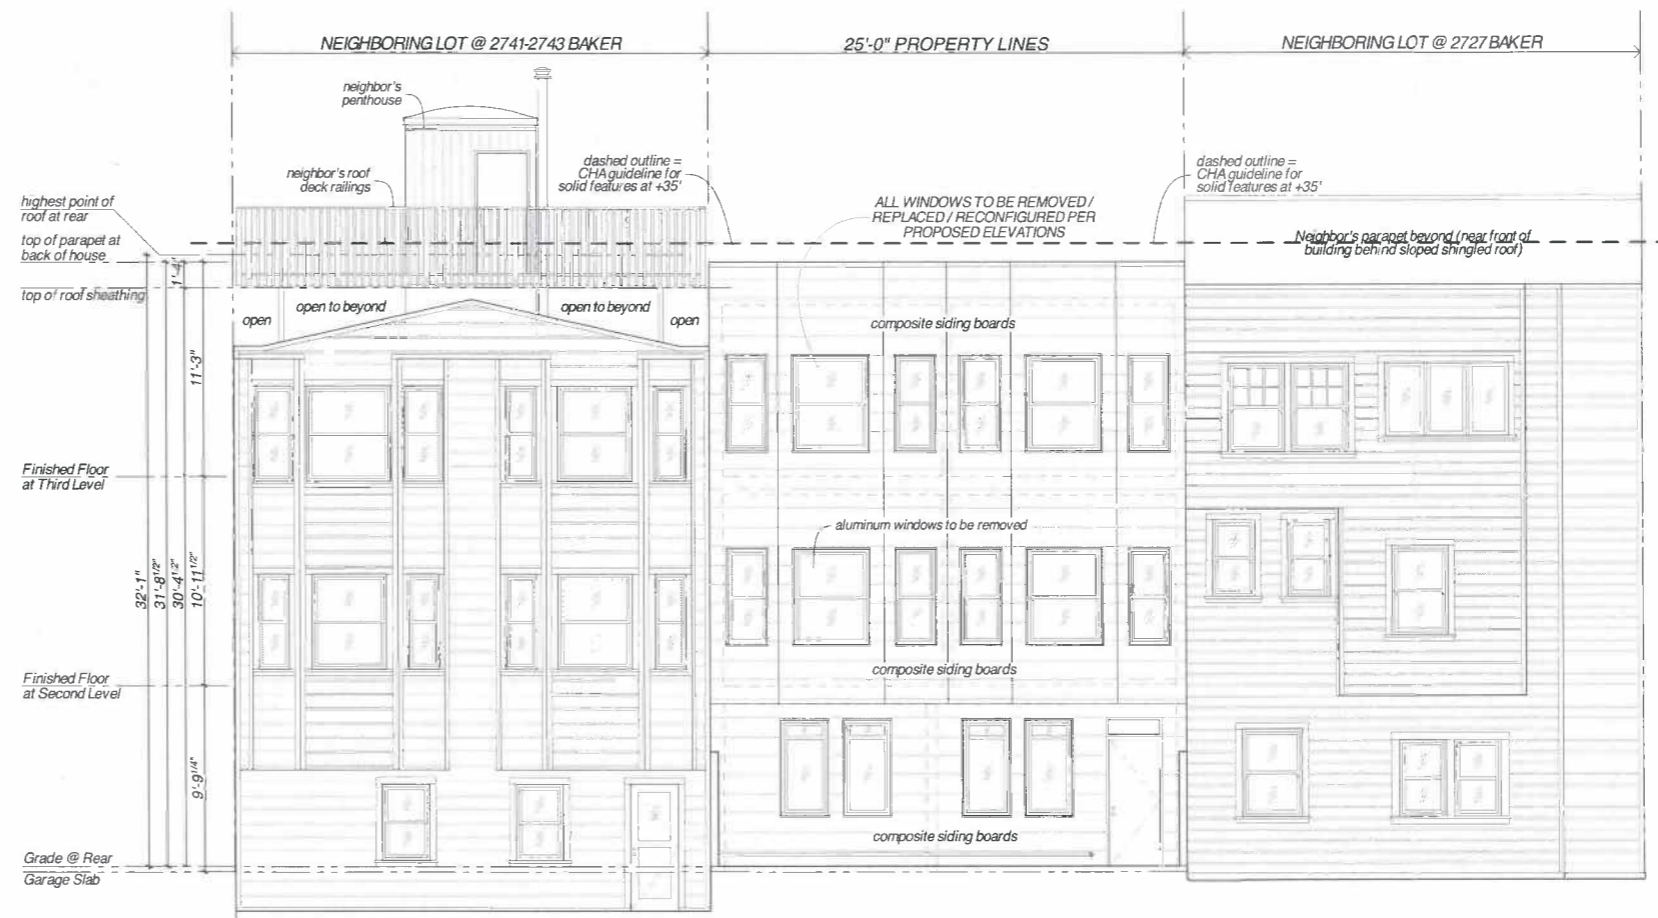 NEIGHBORING LOT @ 2741-2743 BAKER
25'-0" PROPERTY LINES
NEIGHBORING LOT @ 2727 BAKER
neighbor's
penthouse
neighbor's roof
deck railings
dashed outline =
CHA guideline for
solid features at +35'
dashed outline =
CHA guideline for
solid features at +35'
ALL WINDOWS TO BE REMOVED /
REPLACED / RECONFIGURED PER
PROPOSED ELEVATIONS
Neighbor's parapet beyond (near front of
building behind sloped shingled roof)
highest point of
roof at rear
top of parapet at
back of house
top of roof sheathing
1'-4"
open
open to beyond
open to beyond
open
composite siding boards
11'-3"
Finished Floor
at Third Level
aluminum windows to be removed
32'-1"
31'-8 1/2"
30'-4 1/2"
10'-11 1/2"
composite siding boards
Finished Floor
at Second Level
9'-9 1/4"
composite siding boards
Grade @ Rear
Garage Slab